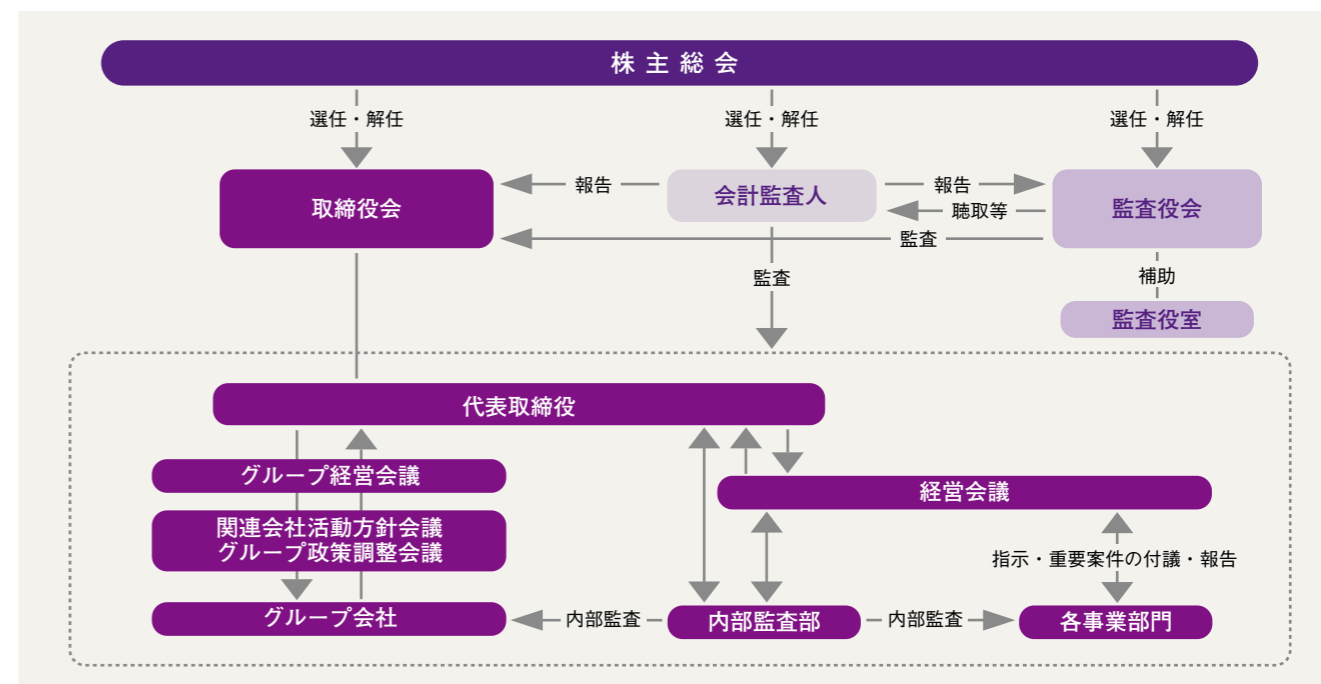 株主総会
選任・解任
選任・解任
選任・解任
取締役会
報告
会計監査人
報告
聴取等
監査役会
監査
監査
補助
監査役室
代表取締役
グループ経営会議
経営会議
関連会社活動方針会議
グループ政策調整会議
指示・重要案件の付議・報告
グループ会社
内部監査
内部監査部
内部監査
各事業部門